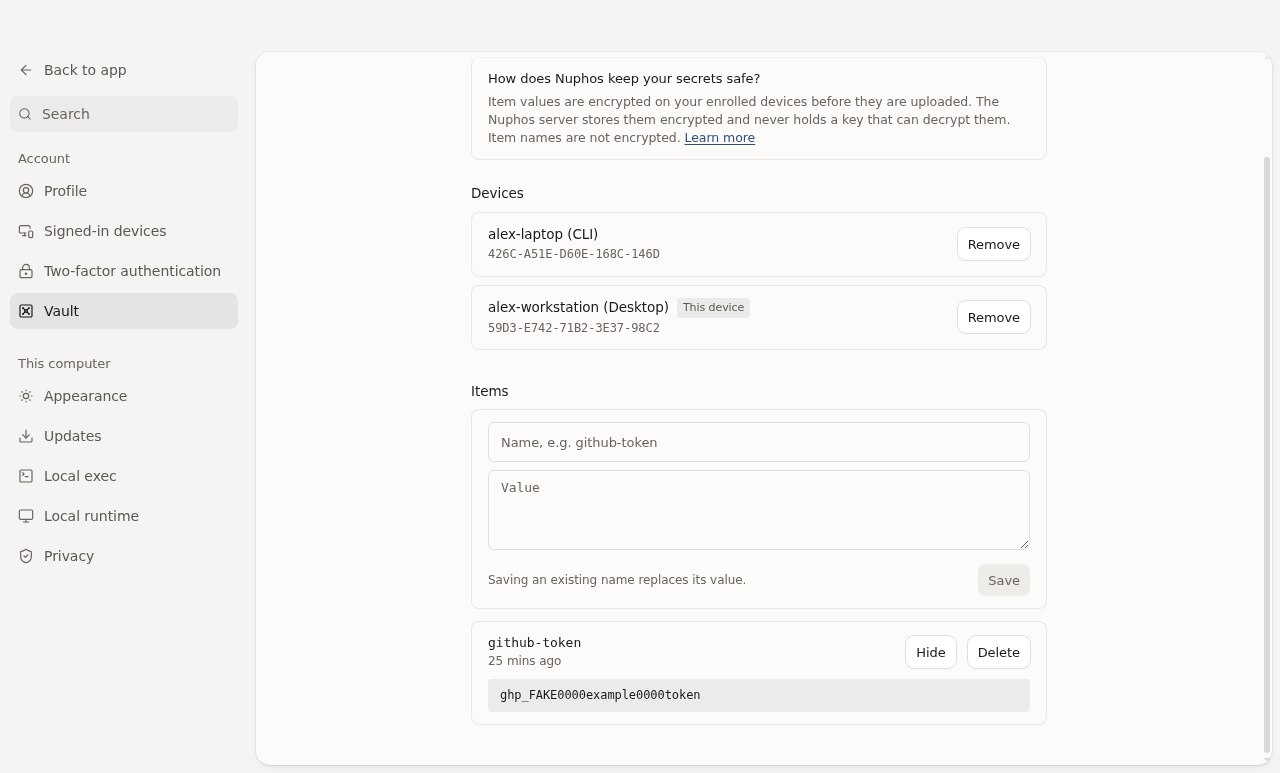 Back to app
Search
Account
Profile
Signed-in devices
Two-factor authentication
Vault
This computer
Appearance
Updates
Local exec
Local runtime
Privacy
How does Nuphos keep your secrets safe?
Item values are encrypted on your enrolled devices before they are uploaded. The
Nuphos server stores them encrypted and never holds a key that can decrypt them.
Item names are not encrypted. Learn more
Devices
alex-laptop (CLI)
426C-A51E-D60E-168C-146D
Remove
alex-workstation (Desktop) This device
59D3-E742-71B2-3E37-98C2
Remove
Items
Name, e.g. github-token
Value
Saving an existing name replaces its value.
Save
github-token
25 mins ago
Hide
Delete
ghp_FAKE0000example0000token